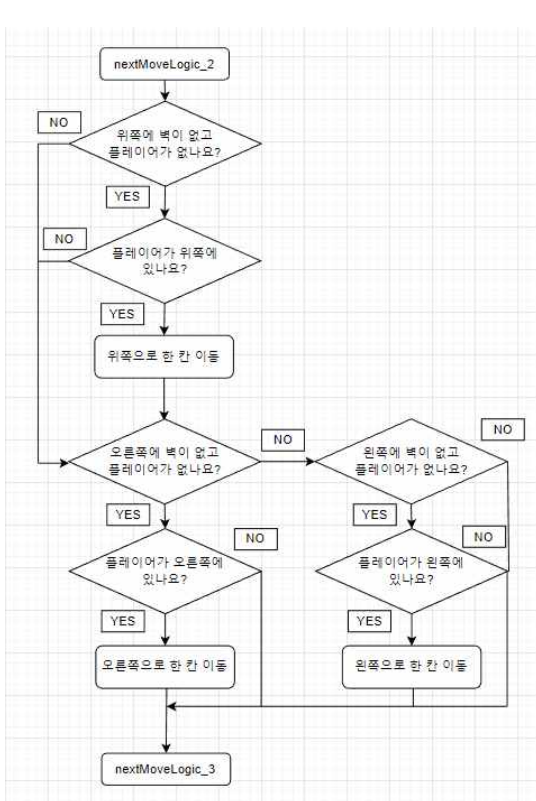 nextMoveLogic_2
NO
위쪽에 벽이 없고
플레이어가 없나요?
YES
NO
플레이어가 위쪽에
있나요?
YES
위쪽으로 한 칸 이동
오른쪽에 벽이 없고
플레이어가 없나요?
NO
왼쪽에 벽이 없고
플레이어가 없나요?
NO
YES
NO
YES
NO
플레이어가 오른쪽에
있나요?
플레이어가 왼쪽에
있나요?
YES
YES
오른쪽으로 한 칸 이동
왼쪽으로 한 칸 이동
nextMoveLogic_3